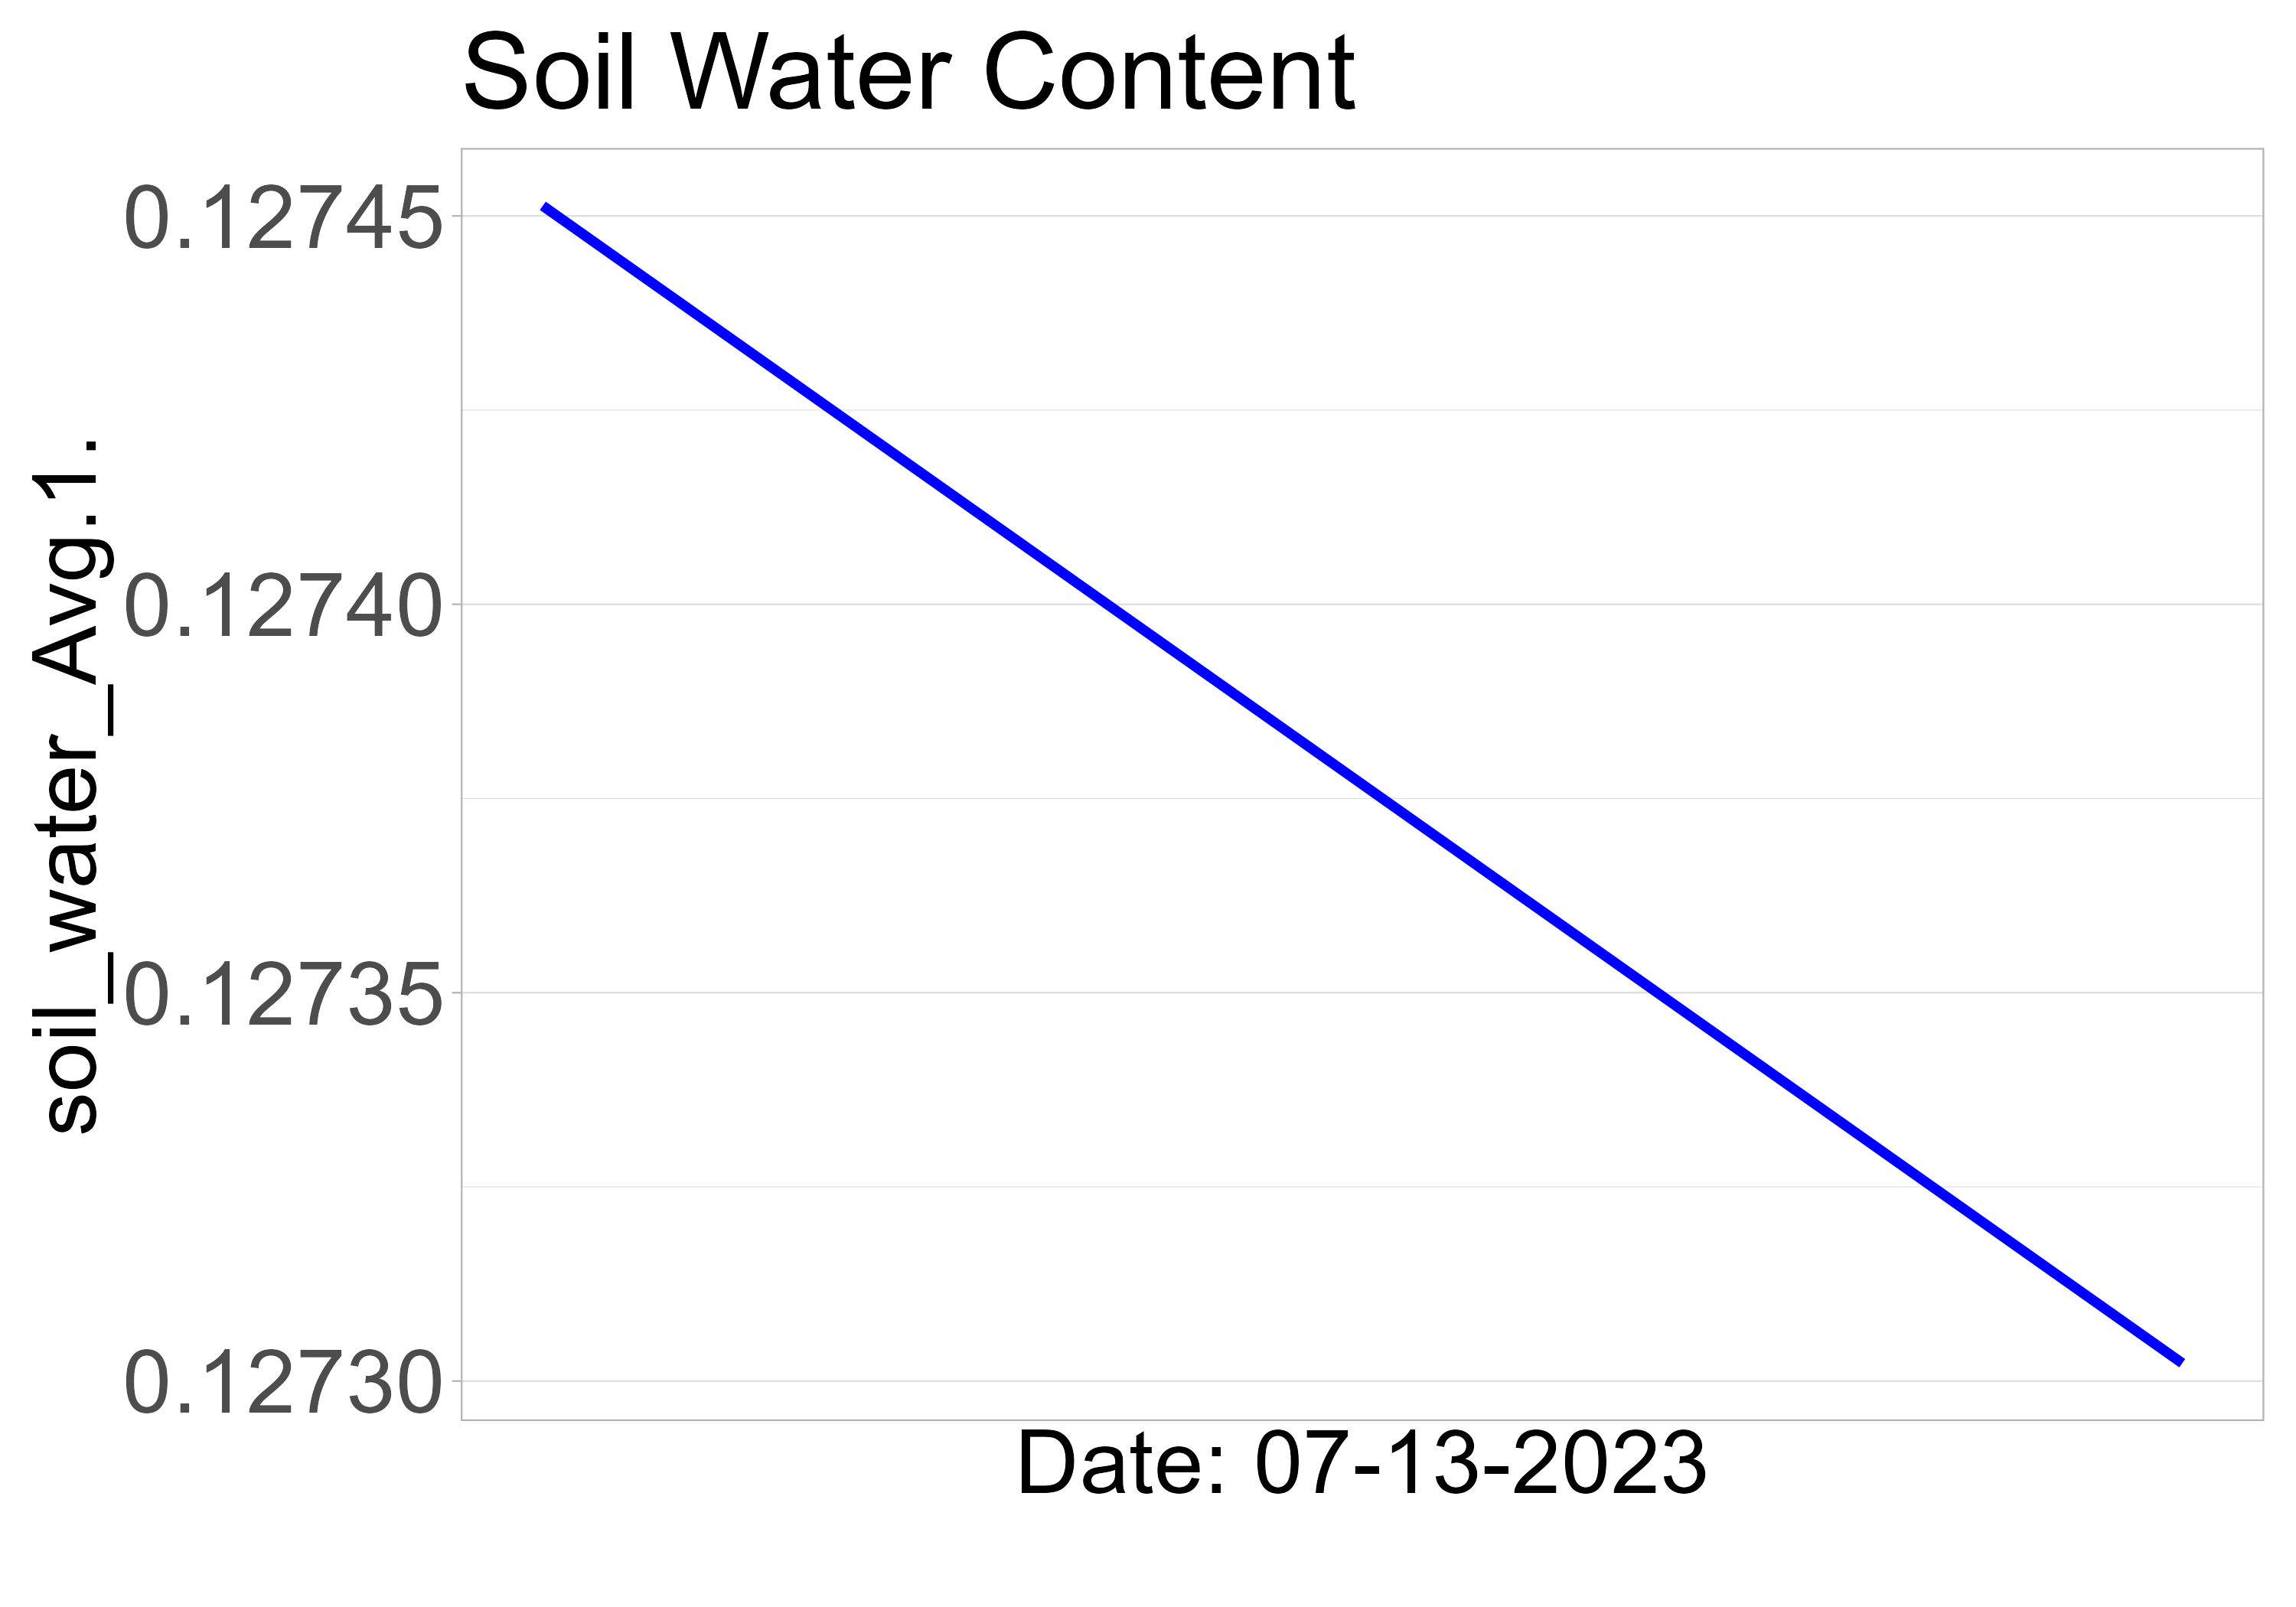 Soil Water Content
soil_water_Avg.1.
0.12745
0.12740
0.12735
0.12730
Date: 07-13-2023